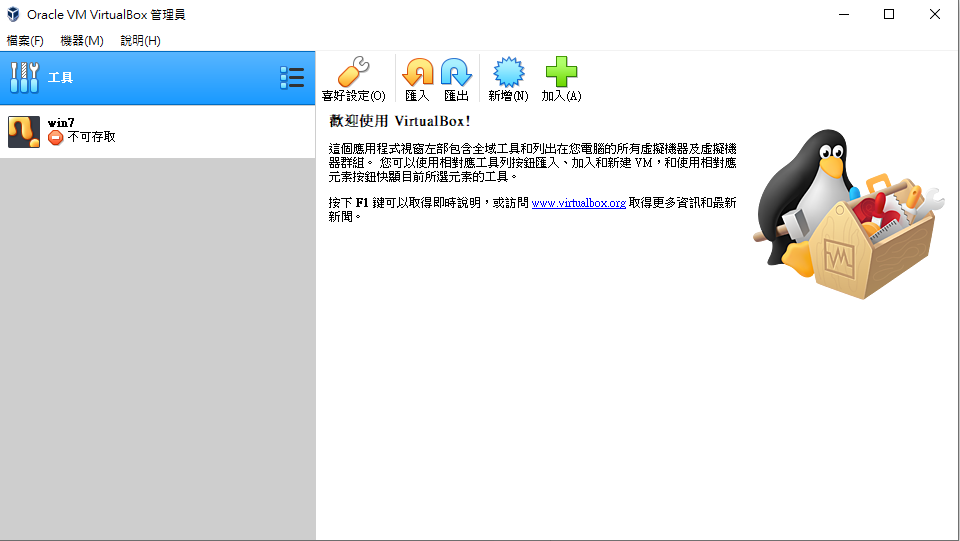 Oracle VM VirtualBox 管理員
檔案(F) 機器(M) 說明(H)
工具
win7
不可存取
喜好設定(O) 匯入 匯出 新增(N) 加入(A)
歡迎使用 VirtualBox!
這個應用程式視窗左部包含全域工具和列出在您電腦的所有虛擬機器及虛擬機
器群組。 您可以使用相對應工具列按鈕匯入、加入和新建 VM，和使用相對應
元素按鈕快顯目前所選元素的工具。
按下 F1 鍵可以取得即時說明，或訪問 www.virtualbox.org 取得更多資訊和最新
新聞。